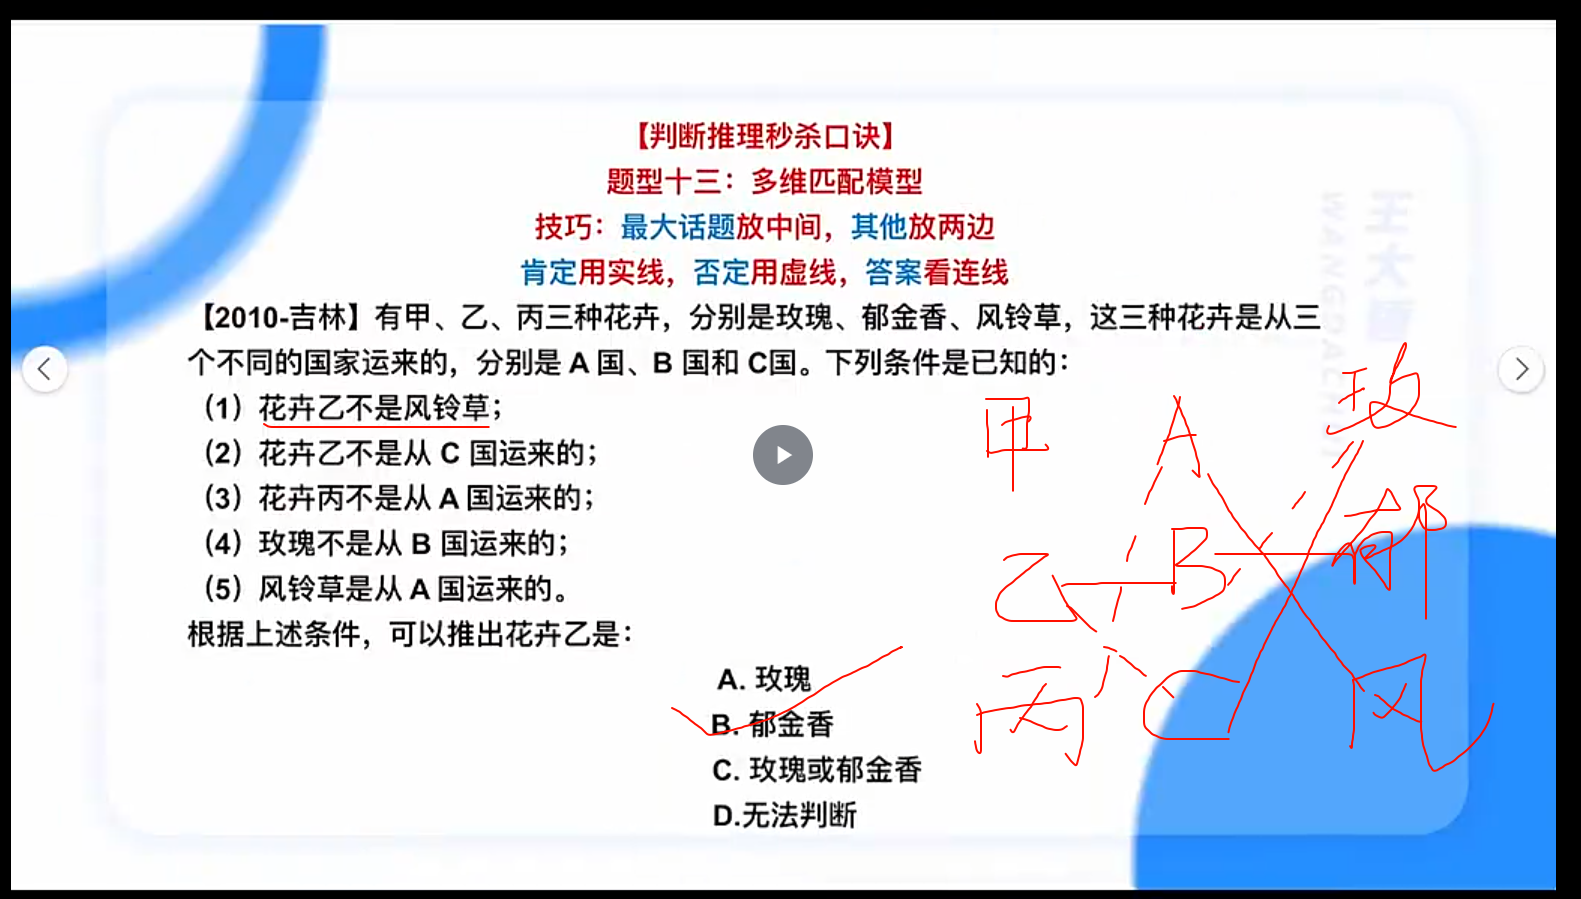 【判断推理秒杀口诀】
题型十三：多维匹配模型
技巧：最大话题放中间，其他放两边
肯定用实线，否定用虚线，答案看连线
【2010-吉林】有甲、乙、丙三种花卉，分别是玫瑰、郁金香、风铃草，这三种花卉是从三
个不同的国家运来的，分别是 A 国、B 国和 C国。下列条件是已知的：
（1）花卉乙不是风铃草；
（2）花卉乙不是从 C 国运来的；
（3）花卉丙不是从 A 国运来的；
（4）玫瑰不是从 B 国运来的；
（5）风铃草是从 A 国运来的。
根据上述条件，可以推出花卉乙是：
A. 玫瑰
B. 郁金香
C. 玫瑰或郁金香
D.无法判断
甲 A 玫
乙 B 郁
丙 C 风